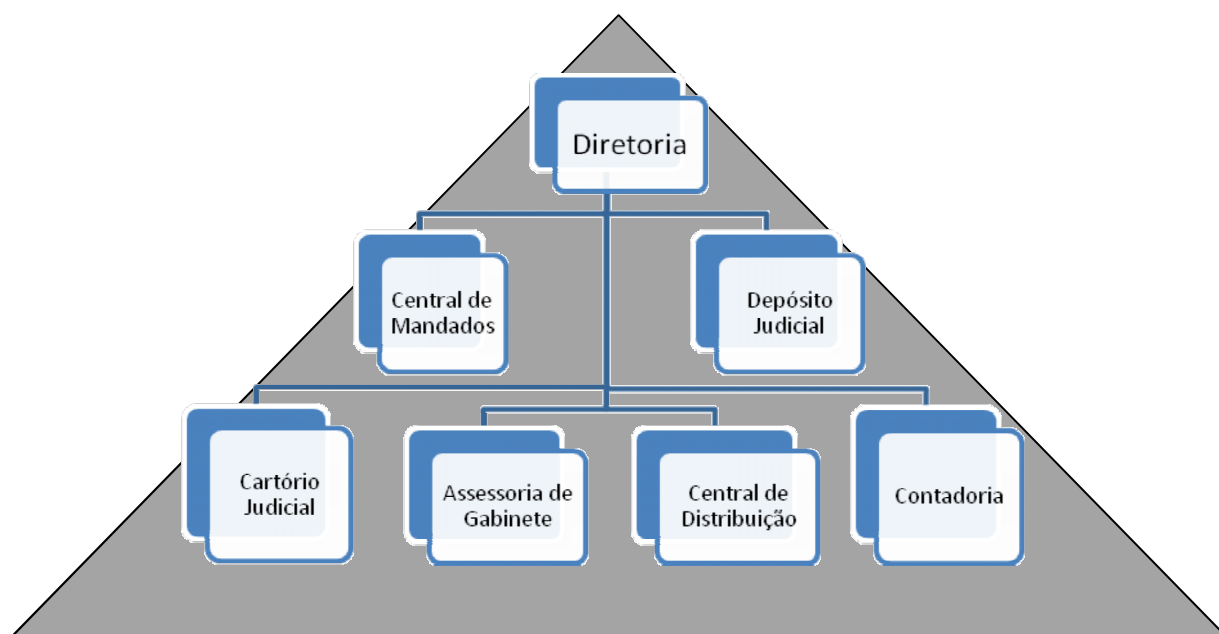 Diretoria
Central de
Mandados
Depósito
Judicial
Cartório
Judicial
Assessoria de
Gabinete
Central de
Distribuição
Contadoria